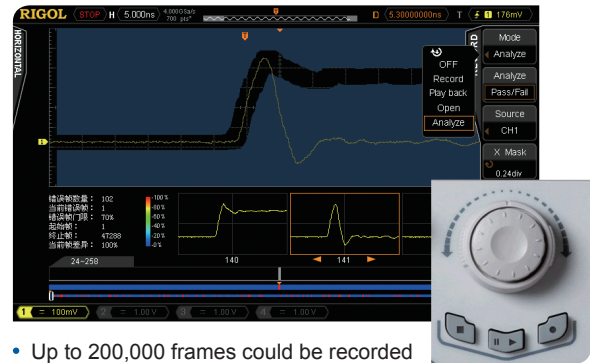 RIGOL STOP H 5.000ns 4.000GSa/s 700 pts D 5.30000000ns T 1 176mV
HORIZONTAL
Mode
Analyze
Analyze
Pass/Fail
Source
CH1
X Mask
0.24div
OFF
Record
Play back
Open
Analyze
错误帧数量: 102
当前错误帧: 1
错误帧门限: 70%
起始帧: 1
终止帧: 47288
当前帧差异: 100%
100%
80%
60%
40%
20%
0%
24-258 140 141
1 = 100mV 2 = 1.00 V 3 = 1.00 V 4 = 1.00 V
• Up to 200,000 frames could be recorded